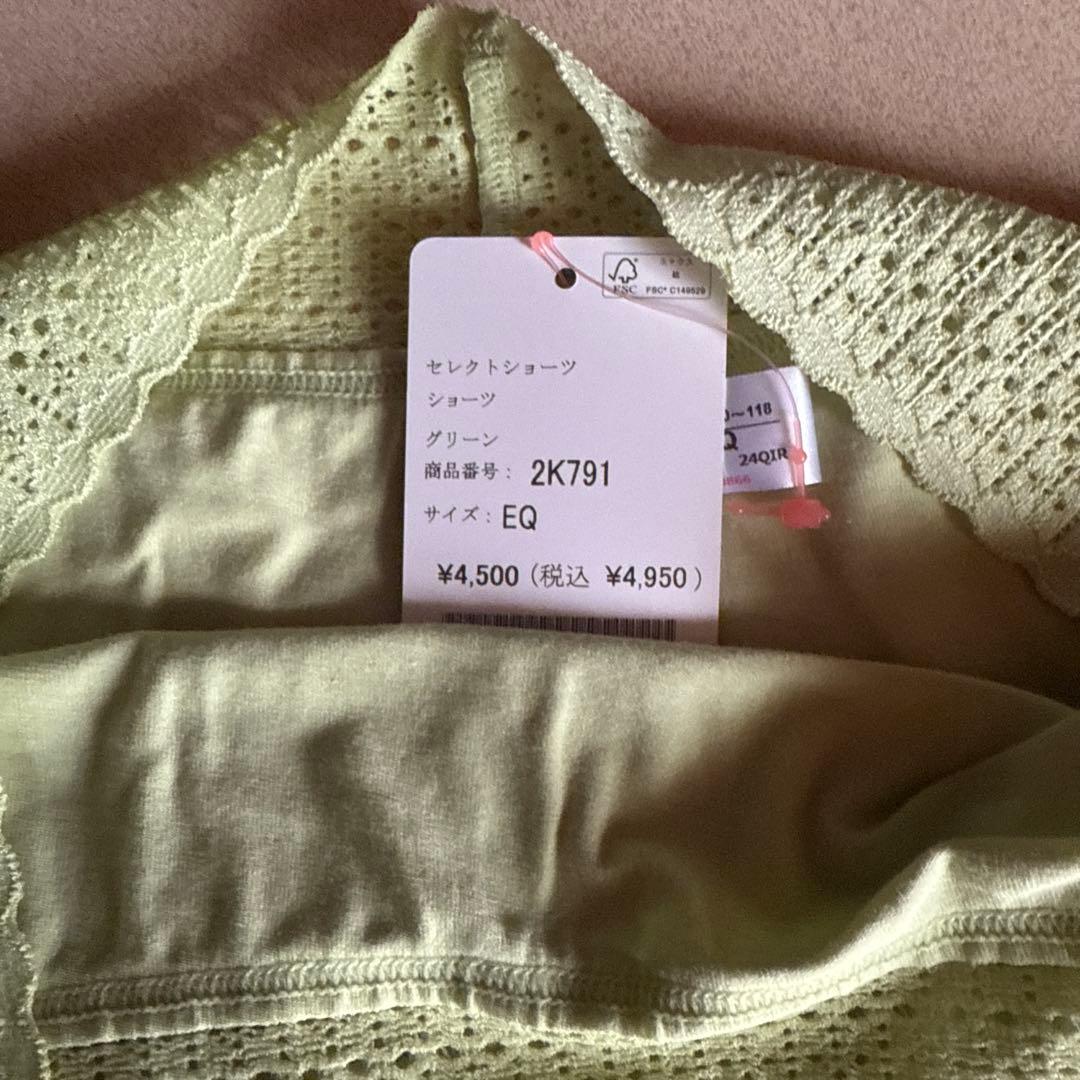 ミックス
紙
FSC
FSC® C149529
セレクトショーツ
ショーツ
グリーン
商品番号: 2K791
サイズ: EQ
¥4,500 (税込 ¥4,950)
~118
Q
24QIR